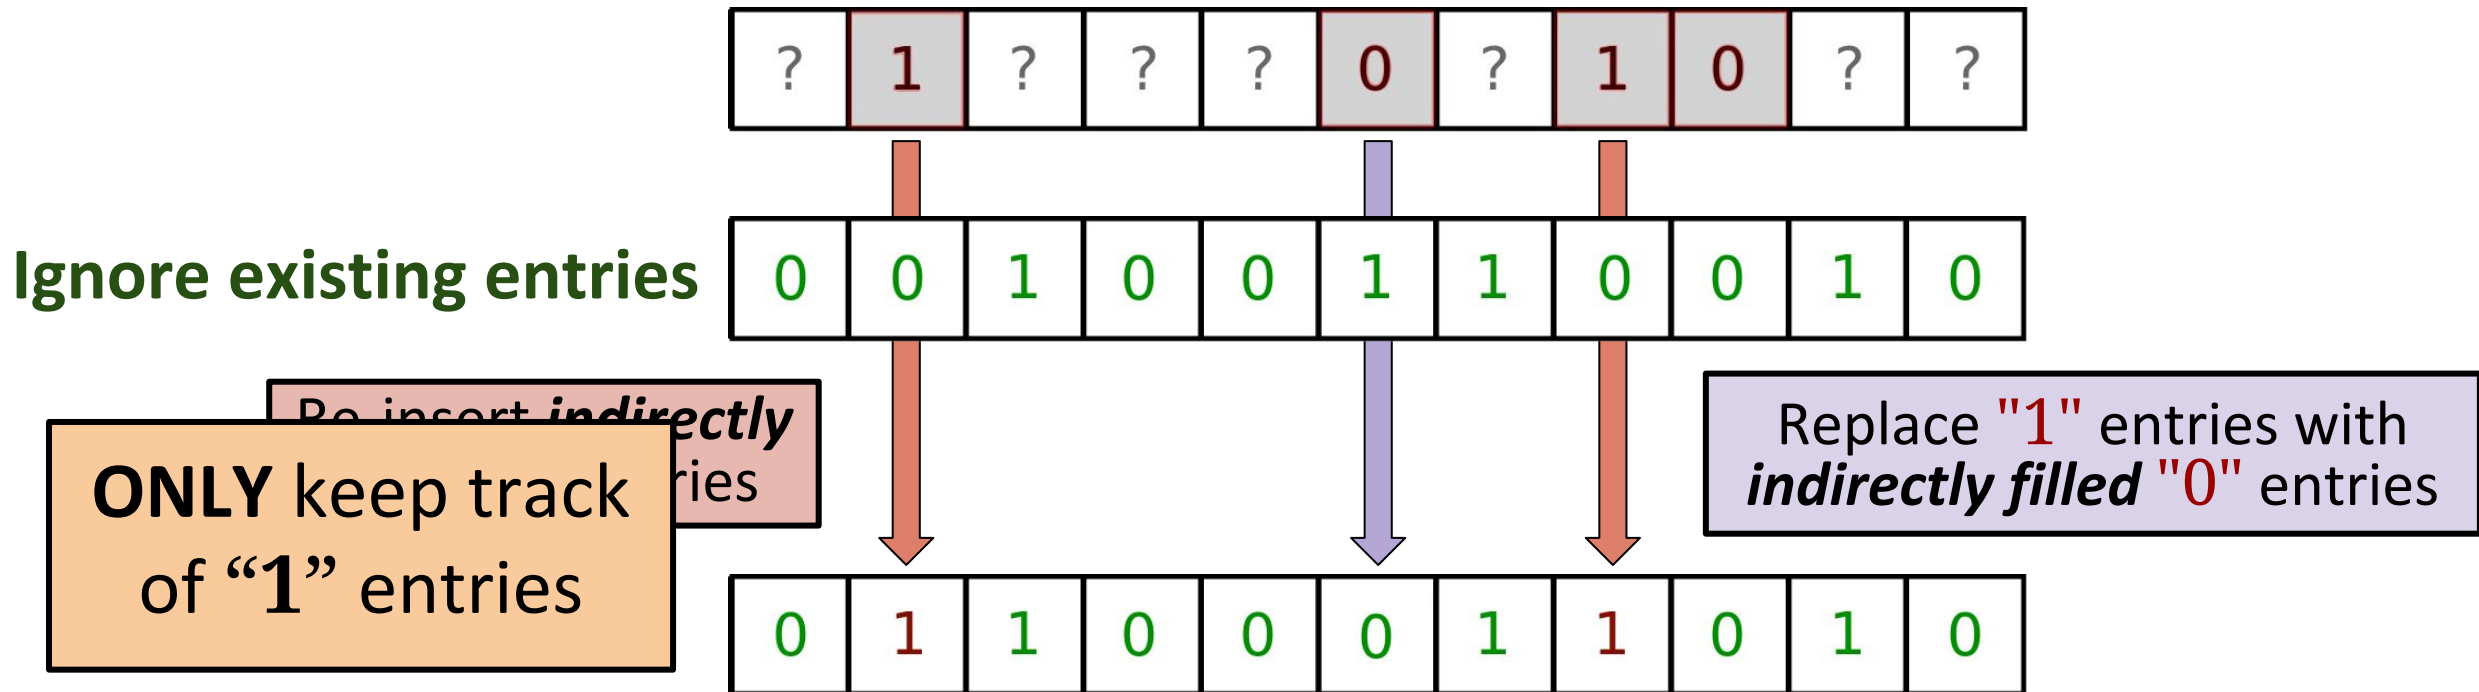 ? 1 ? ? ? 0 ? 1 0 ? ?
Ignore existing entries
0 0 1 0 0 1 1 0 0 1 0
indirectly
ries
ONLY keep track
of “1” entries
Replace "1" entries with
indirectly filled "0" entries
0 1 1 0 0 0 1 1 0 1 0